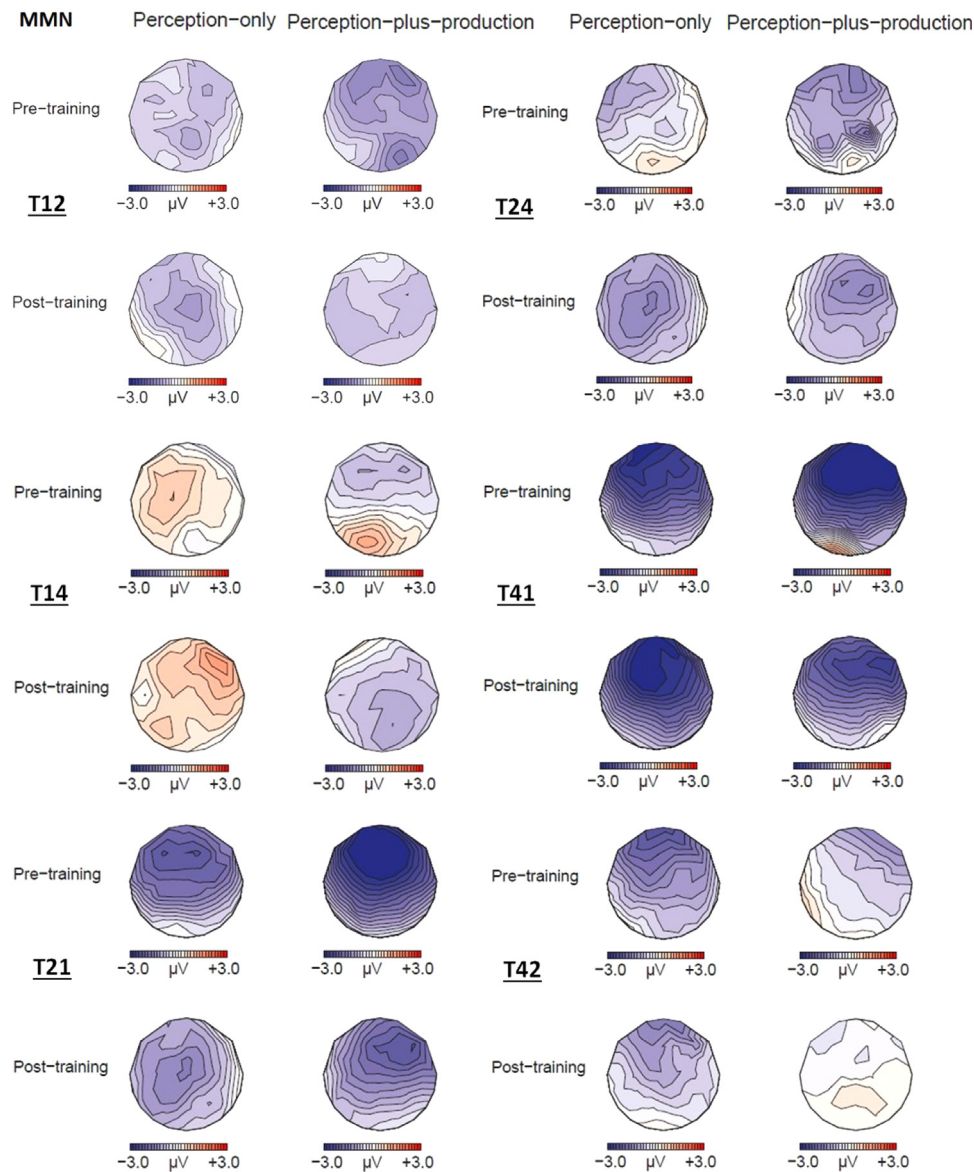 MMN Perception−only Perception−plus−production Perception−only Perception−plus−production
Pre−training Pre−training
−3.0 µV +3.0 −3.0 µV +3.0 −3.0 µV +3.0 −3.0 µV +3.0
T12 T24
Post−training Post−training
−3.0 µV +3.0 −3.0 µV +3.0 −3.0 µV +3.0 −3.0 µV +3.0
Pre−training Pre−training
−3.0 µV +3.0 −3.0 µV +3.0 −3.0 µV +3.0 −3.0 µV +3.0
T14 T41
Post−training Post−training
−3.0 µV +3.0 −3.0 µV +3.0 −3.0 µV +3.0 −3.0 µV +3.0
Pre−training Pre−training
−3.0 µV +3.0 −3.0 µV +3.0 −3.0 µV +3.0 −3.0 µV +3.0
T21 T42
Post−training Post−training
−3.0 µV +3.0 −3.0 µV +3.0 −3.0 µV +3.0 −3.0 µV +3.0